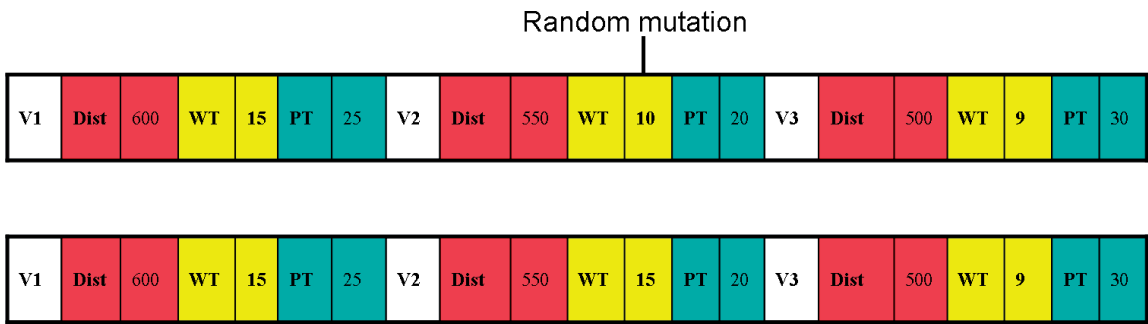 Random mutation
V1 Dist 600 WT 15 PT 25 V2 Dist 550 WT 10 PT 20 V3 Dist 500 WT 9 PT 30
V1 Dist 600 WT 15 PT 25 V2 Dist 550 WT 15 PT 20 V3 Dist 500 WT 9 PT 30